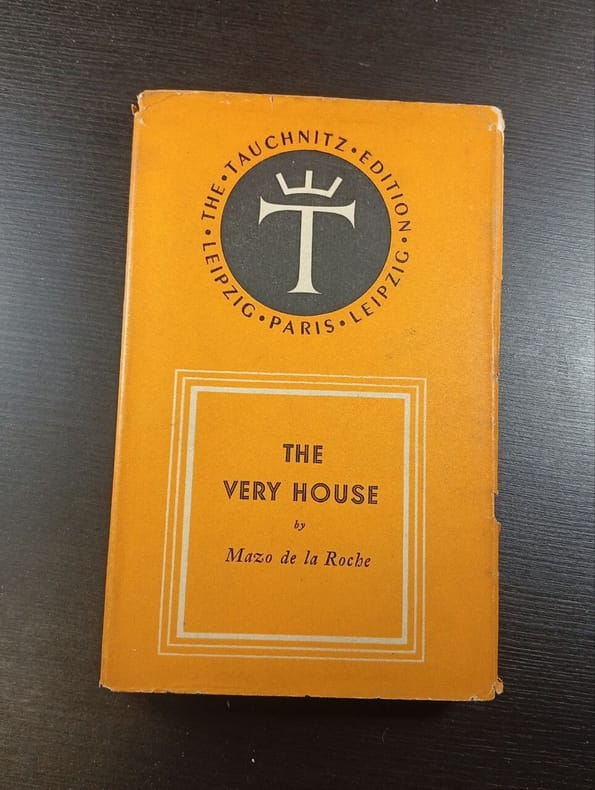 THE • TAUCHNITZ • EDITION • LEIPZIG • PARIS • LEIPZIG •
T
THE
VERY HOUSE
by
Mazo de la Roche